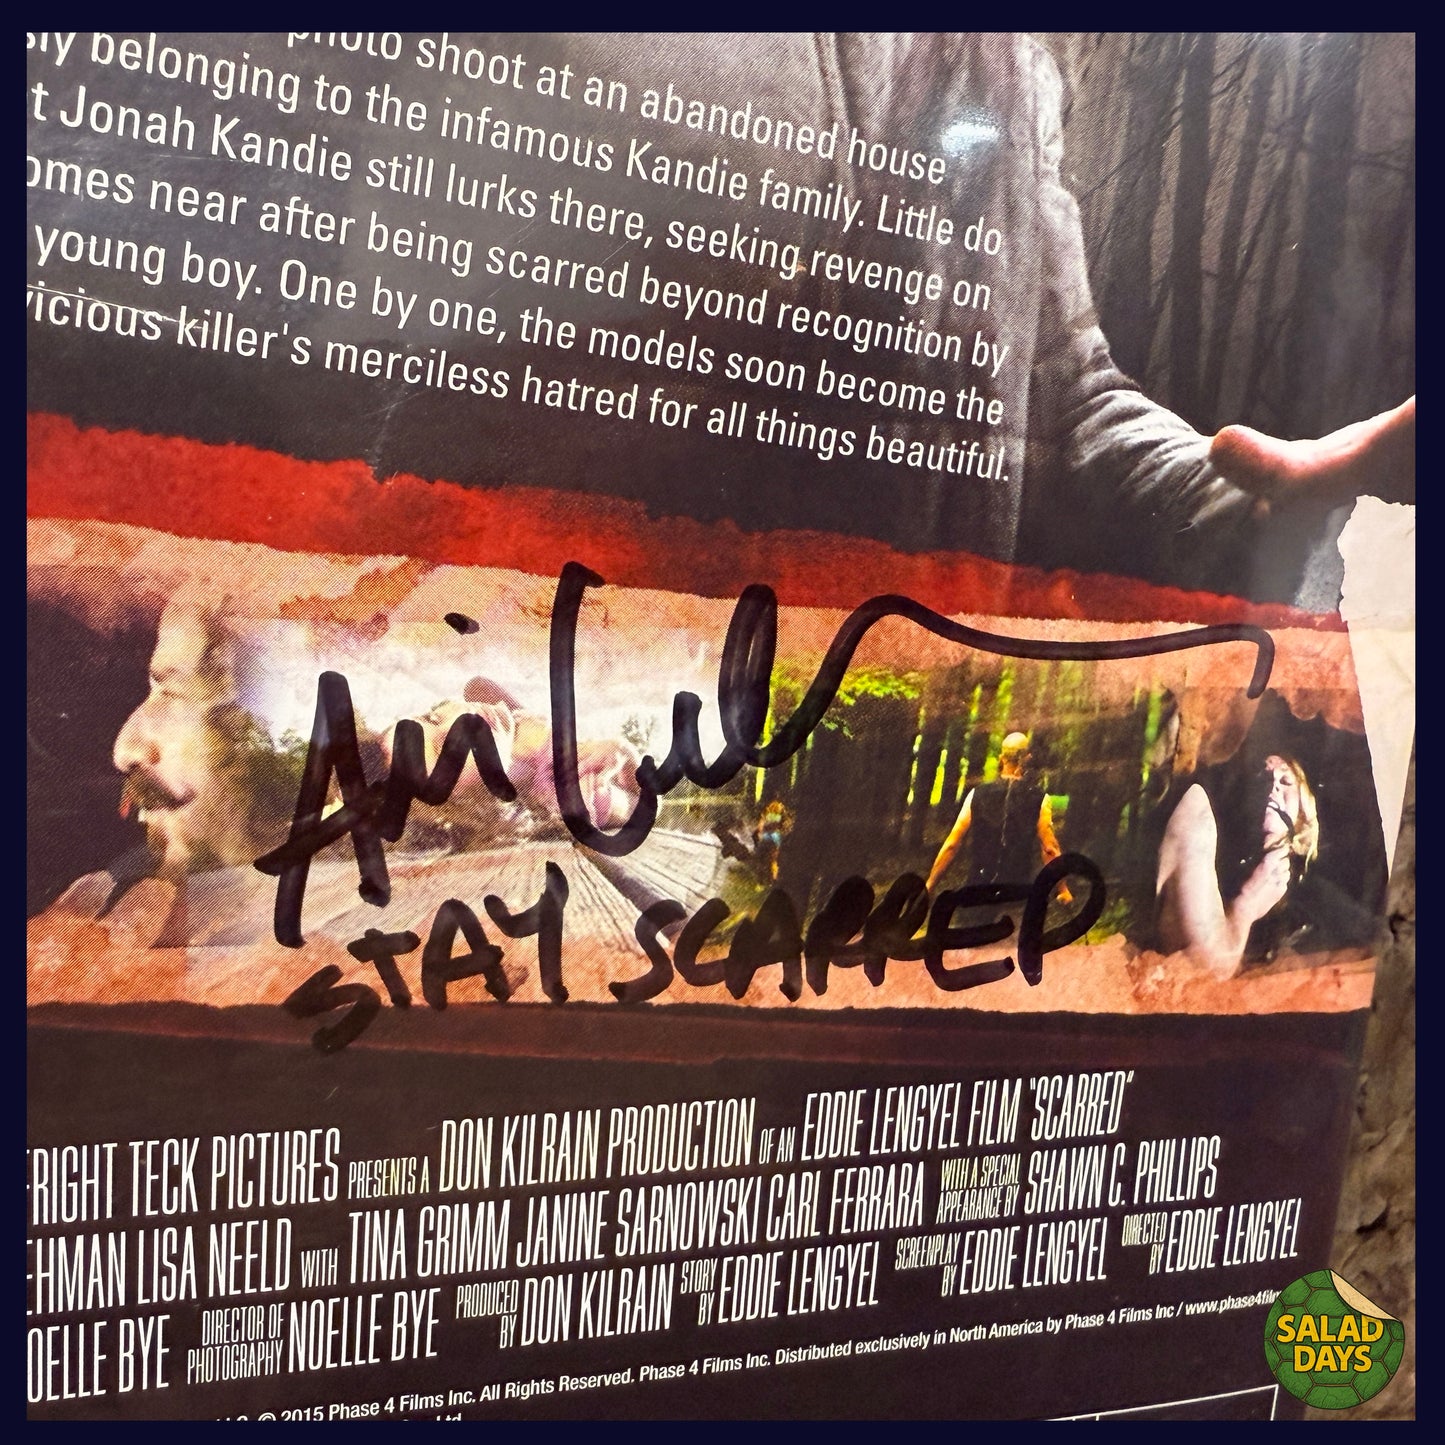 photo shoot at an abandoned house
sly belonging to the infamous Kandie family. Little do
t Jonah Kandie still lurks there, seeking revenge on
omes near after being scarred beyond recognition by
young boy. One by one, the models soon become the
vicious killer's merciless hatred for all things beautiful.
STAY SCARRED
FRIGHT TECK PICTURES PRESENTS A DON KILRAIN PRODUCTION OF AN EDDIE LENGYEL FILM "SCARRED"
EHMAN LISA NEELD WITH TINA GRIMM JANINE SARNOWSKI CARL FERRARA WITH A SPECIAL APPEARANCE BY SHAWN C. PHILLIPS
OELLE BYE DIRECTOR OF PHOTOGRAPHY NOELLE BYE PRODUCED BY DON KILRAIN STORY BY EDDIE LENGYEL SCREENPLAY BY EDDIE LENGYEL DIRECTED BY EDDIE LENGYEL
© 2015 Phase 4 Films Inc. All Rights Reserved. Phase 4 Films Inc. Distributed exclusively in North America by Phase 4 Films Inc / www.phase4film
SALAD
DAYS